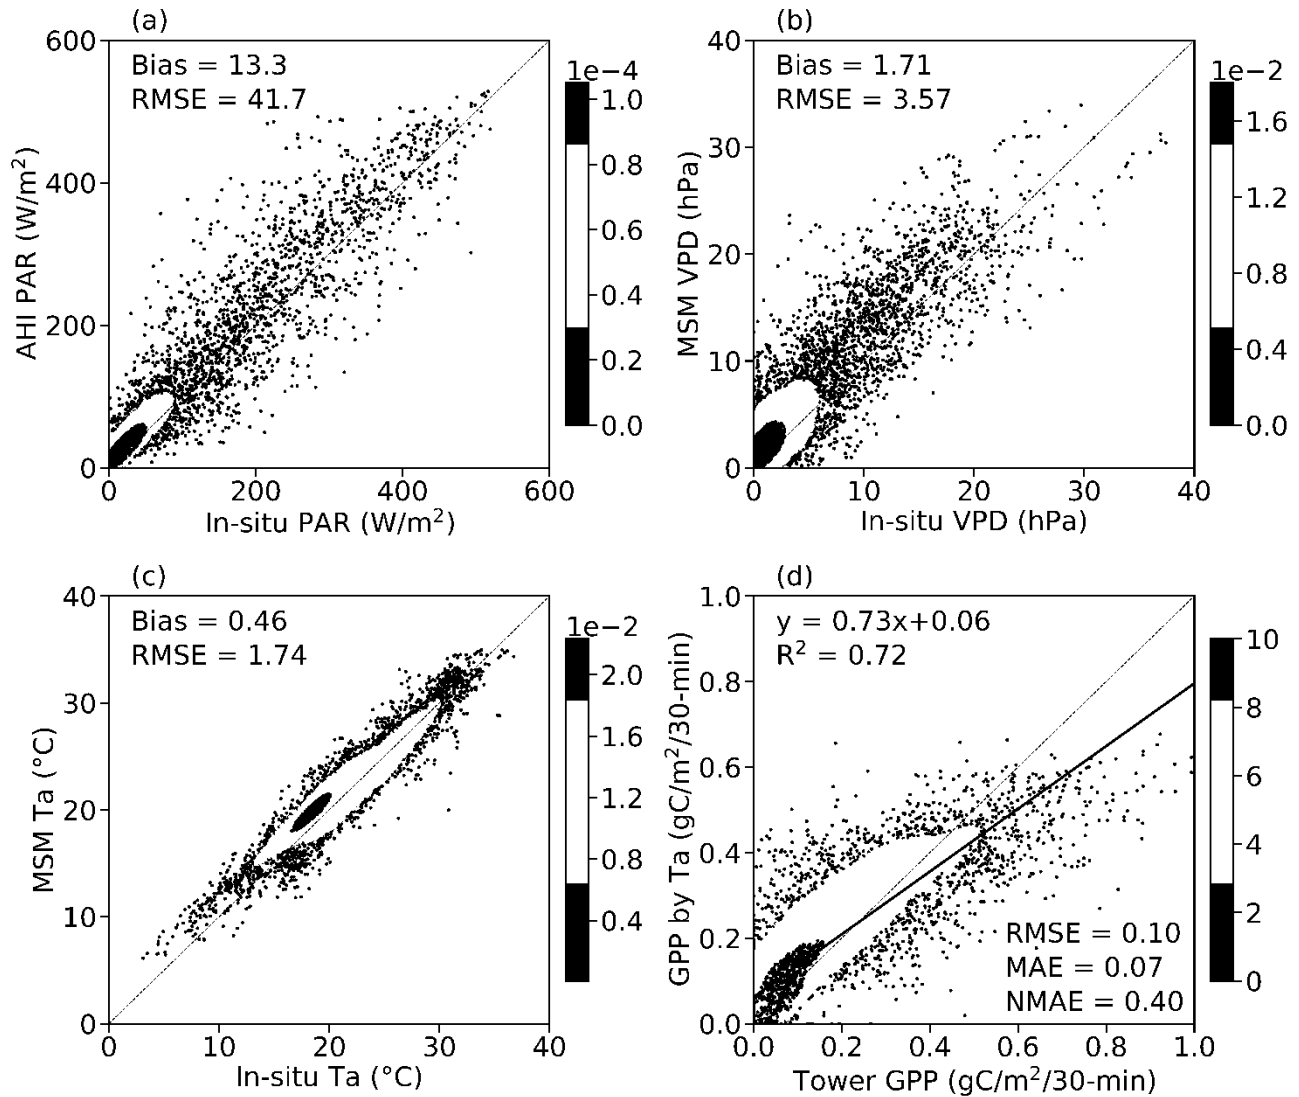 (a)
600
400
200
0
0 200 400 600
AHI PAR (W/m²)
In-situ PAR (W/m²)
Bias = 13.3
RMSE = 41.7
1e−4
1.0
0.8
0.6
0.4
0.2
0.0
(b)
40
30
20
10
0
0 10 20 30 40
MSM VPD (hPa)
In-situ VPD (hPa)
Bias = 1.71
RMSE = 3.57
1e−2
1.6
1.2
0.8
0.4
0.0
(c)
40
30
20
10
0
0 10 20 30 40
MSM Ta (°C)
In-situ Ta (°C)
Bias = 0.46
RMSE = 1.74
1e−2
2.0
1.6
1.2
0.8
0.4
(d)
1.0
0.8
0.6
0.4
0.2
0.0
0.0 0.2 0.4 0.6 0.8 1.0
GPP by Ta (gC/m²/30-min)
Tower GPP (gC/m²/30-min)
y = 0.73x+0.06
R² = 0.72
RMSE = 0.10
MAE = 0.07
NMAE = 0.40
10
8
6
4
2
0